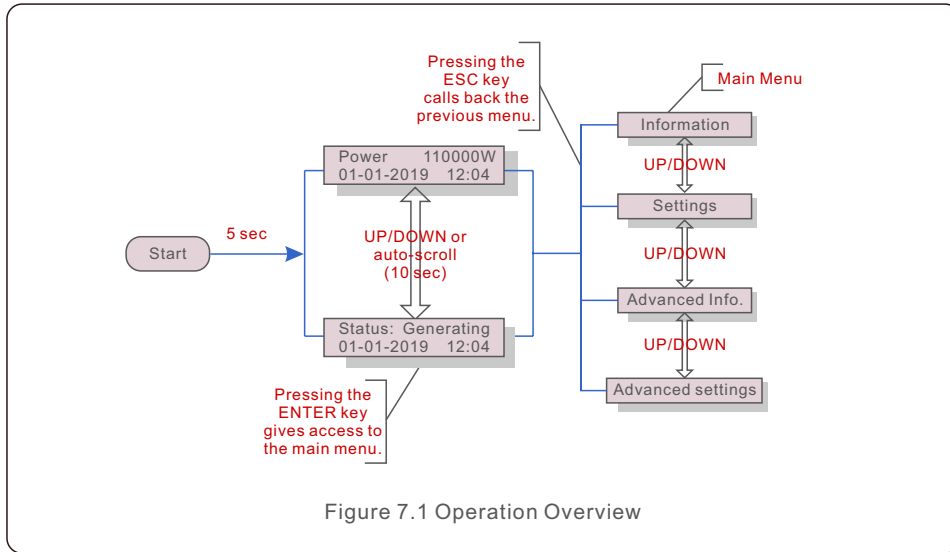 Start
5 sec
Power 110000W
01-01-2019 12:04
UP/DOWN or
auto-scroll
(10 sec)
Status: Generating
01-01-2019 12:04
Pressing the
ENTER key
gives access to
the main menu.
Pressing the
ESC key
calls back the
previous menu.
Main Menu
Information
UP/DOWN
Settings
UP/DOWN
Advanced Info.
UP/DOWN
Advanced settings
Figure 7.1 Operation Overview